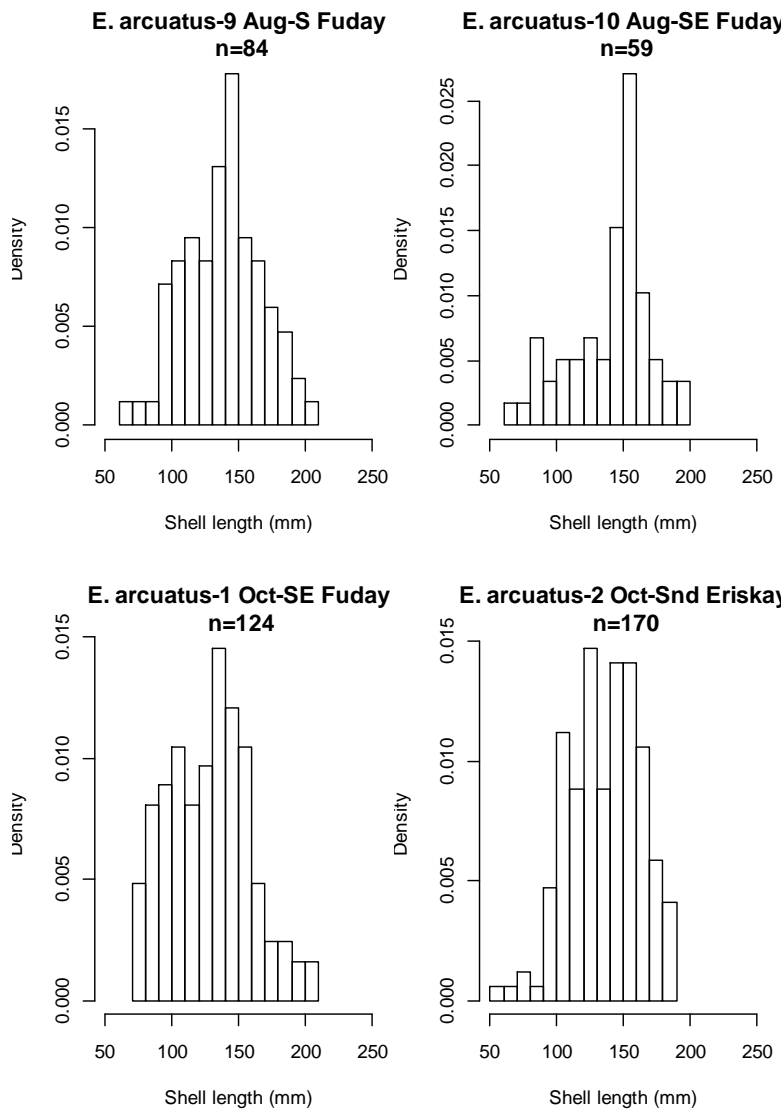 E. arcuatus-9 Aug-S Fuday
n=84
Density
0.000
0.005
0.010
0.015
50
100
150
200
250
Shell length (mm)
E. arcuatus-10 Aug-SE Fuday
n=59
Density
0.000
0.005
0.010
0.015
0.020
0.025
50
100
150
200
250
Shell length (mm)
E. arcuatus-1 Oct-SE Fuday
n=124
Density
0.000
0.005
0.010
0.015
50
100
150
200
250
Shell length (mm)
E. arcuatus-2 Oct-Snd Eriskay
n=170
Density
0.000
0.005
0.010
0.015
50
100
150
200
250
Shell length (mm)